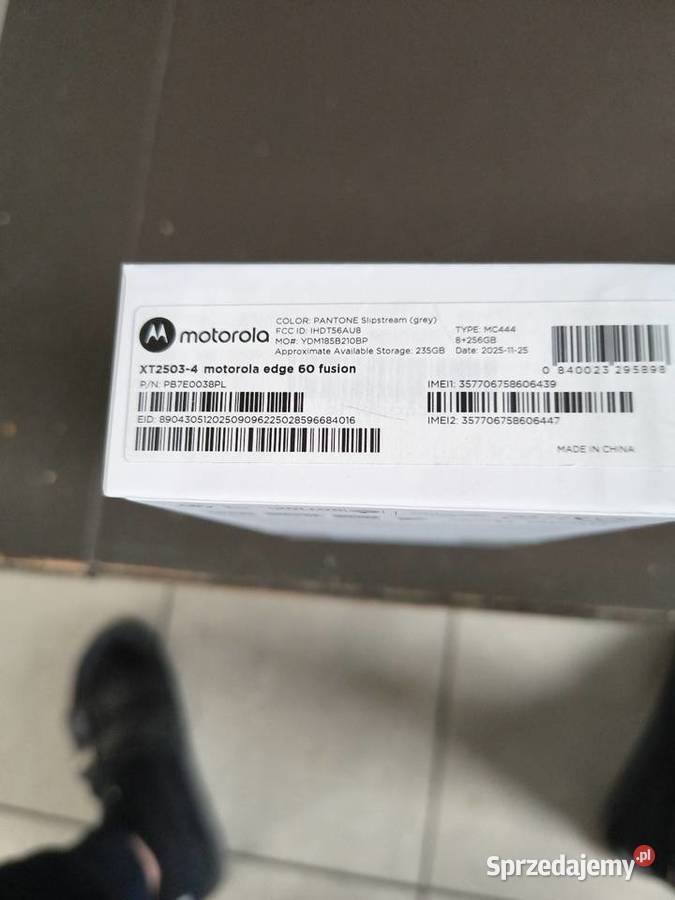 motorola
COLOR: PANTONE Slipstream (grey)
FCC ID: IHDT56AU8
MO#: YDM185B210BP
Approximate Available Storage: 235GB
TYPE: MC444
8+256GB
Date: 2025-11-25
0 840023 295898
XT2503-4 motorola edge 60 fusion
P/N: PB7E0038PL
EID: 89043051202509096225028596684016
IMEI1: 357706758606439
IMEI2: 357706758606447
MADE IN CHINA
Sprzedajemy.pl